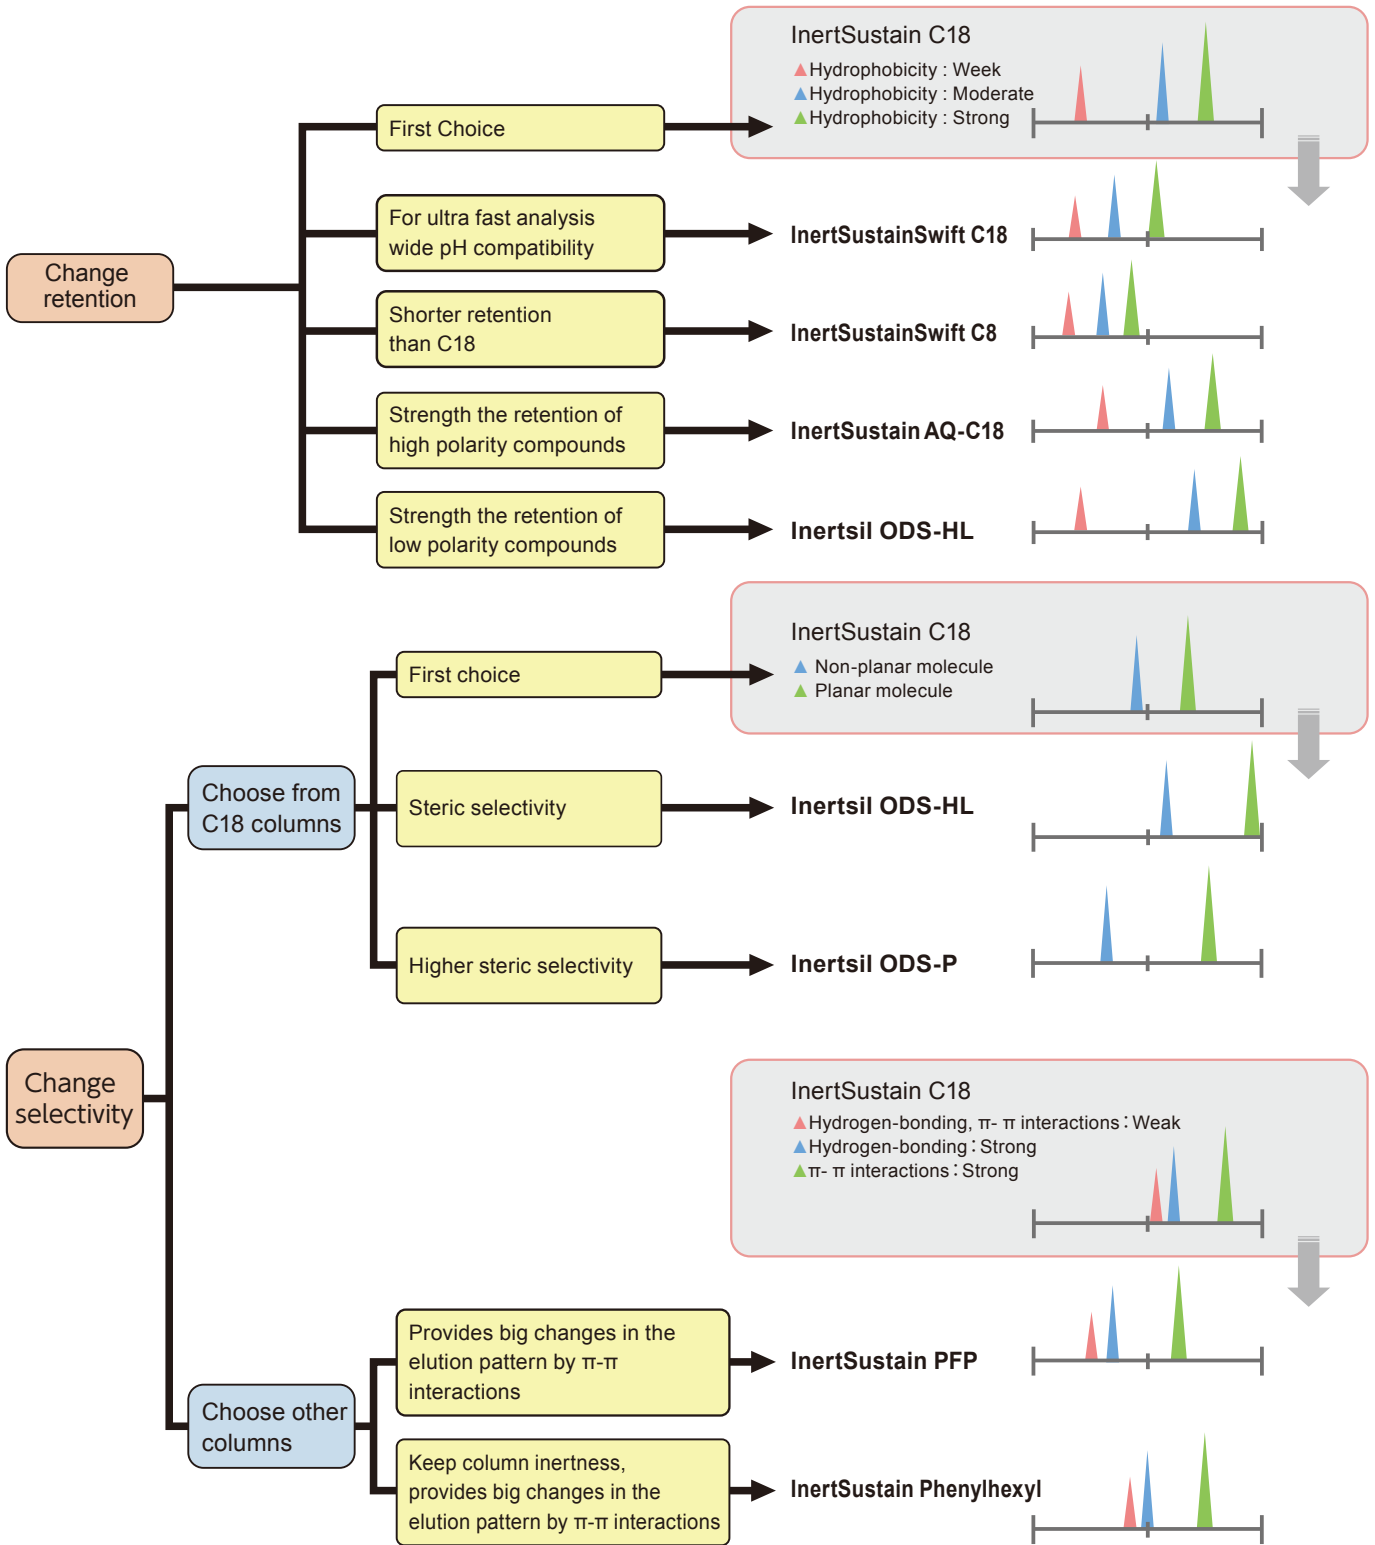 Change
retention
First Choice
InertSustain C18
Hydrophobicity : Week
Hydrophobicity : Moderate
Hydrophobicity : Strong
For ultra fast analysis
wide pH compatibility
InertSustainSwift C18
Shorter retention
than C18
InertSustainSwift C8
Strength the retention of
high polarity compounds
InertSustain AQ-C18
Strength the retention of
low polarity compounds
Inertsil ODS-HL
Change
selectivity
Choose from
C18 columns
First choice
InertSustain C18
Non-planar molecule
Planar molecule
Steric selectivity
Inertsil ODS-HL
Higher steric selectivity
Inertsil ODS-P
InertSustain C18
Hydrogen-bonding, π- π interactions：Weak
Hydrogen-bonding：Strong
π- π interactions：Strong
Choose other
columns
Provides big changes in the
elution pattern by π-π
interactions
InertSustain PFP
Keep column inertness,
provides big changes in the
elution pattern by π-π interactions
InertSustain Phenylhexyl